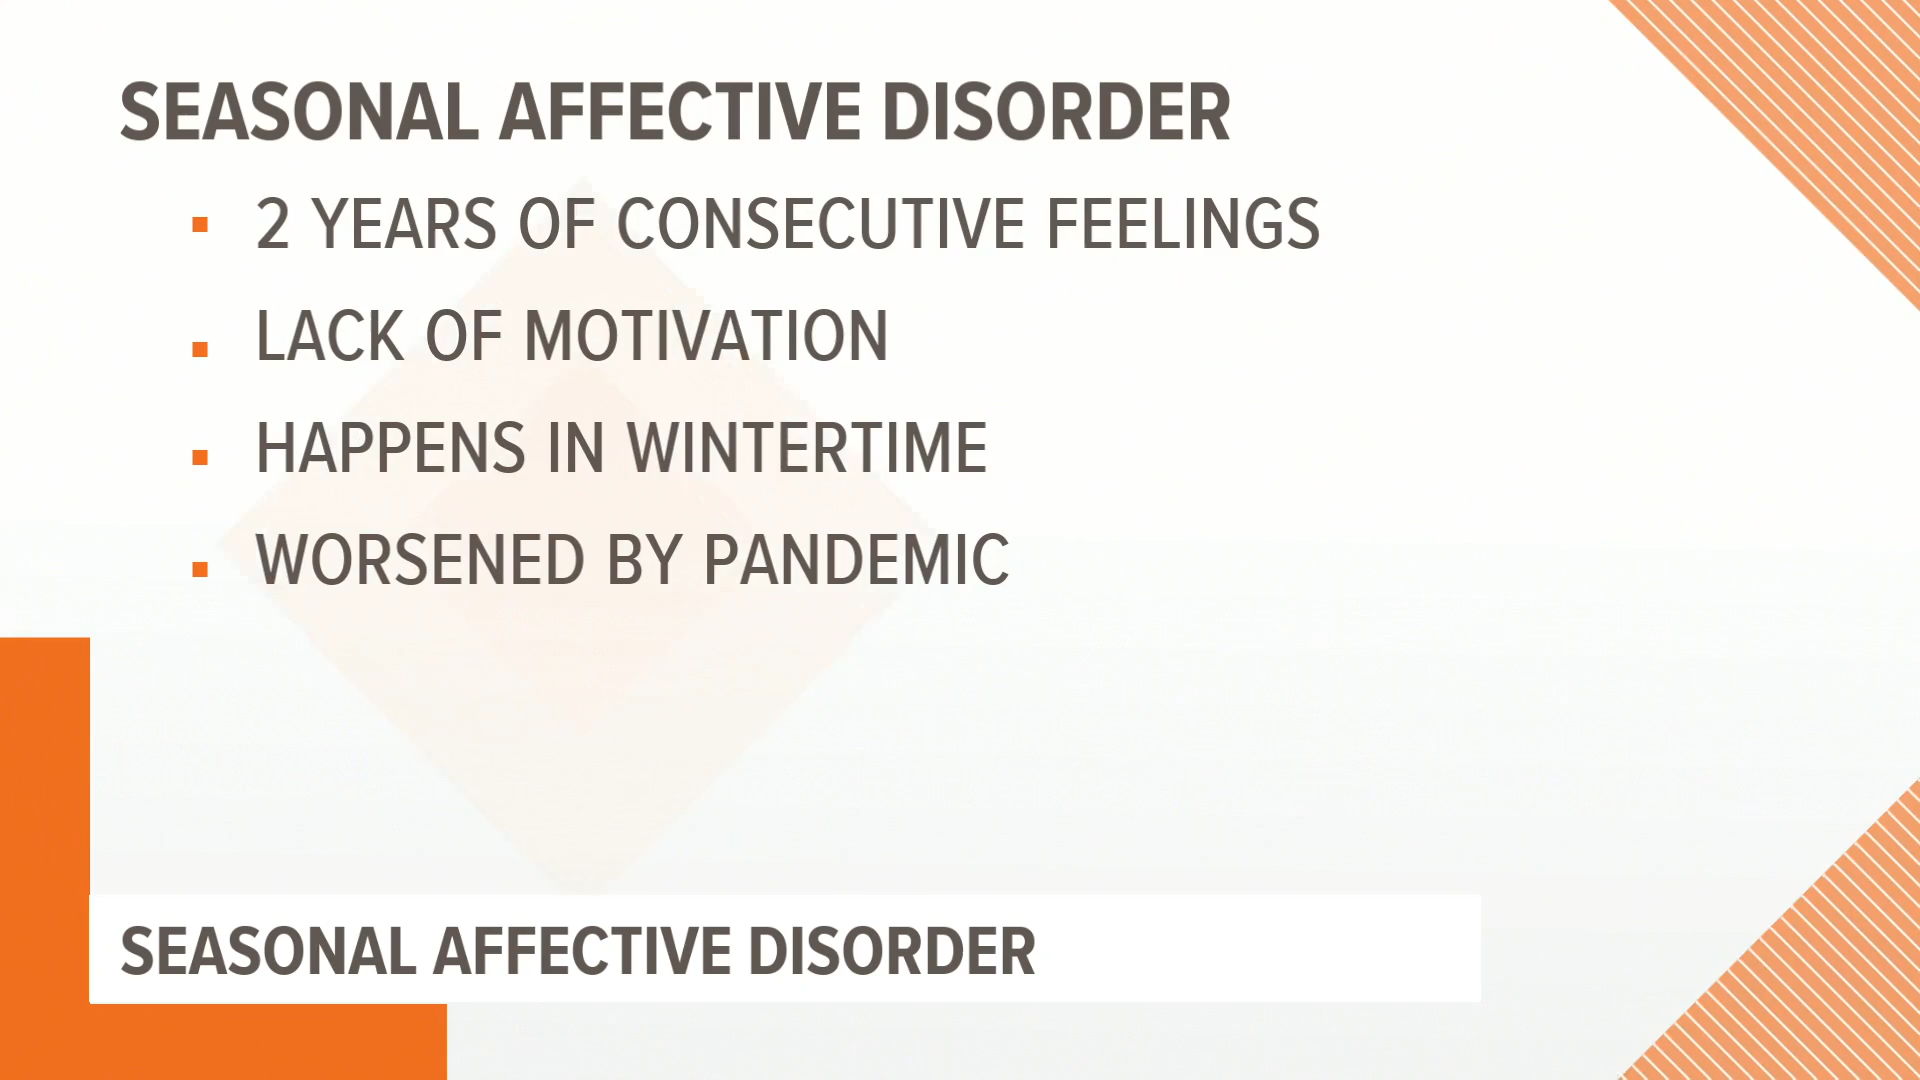 SEASONAL AFFECTIVE DISORDER
2 YEARS OF CONSECUTIVE FEELINGS
LACK OF MOTIVATION
HAPPENS IN WINTERTIME
WORSENED BY PANDEMIC
SEASONAL AFFECTIVE DISORDER